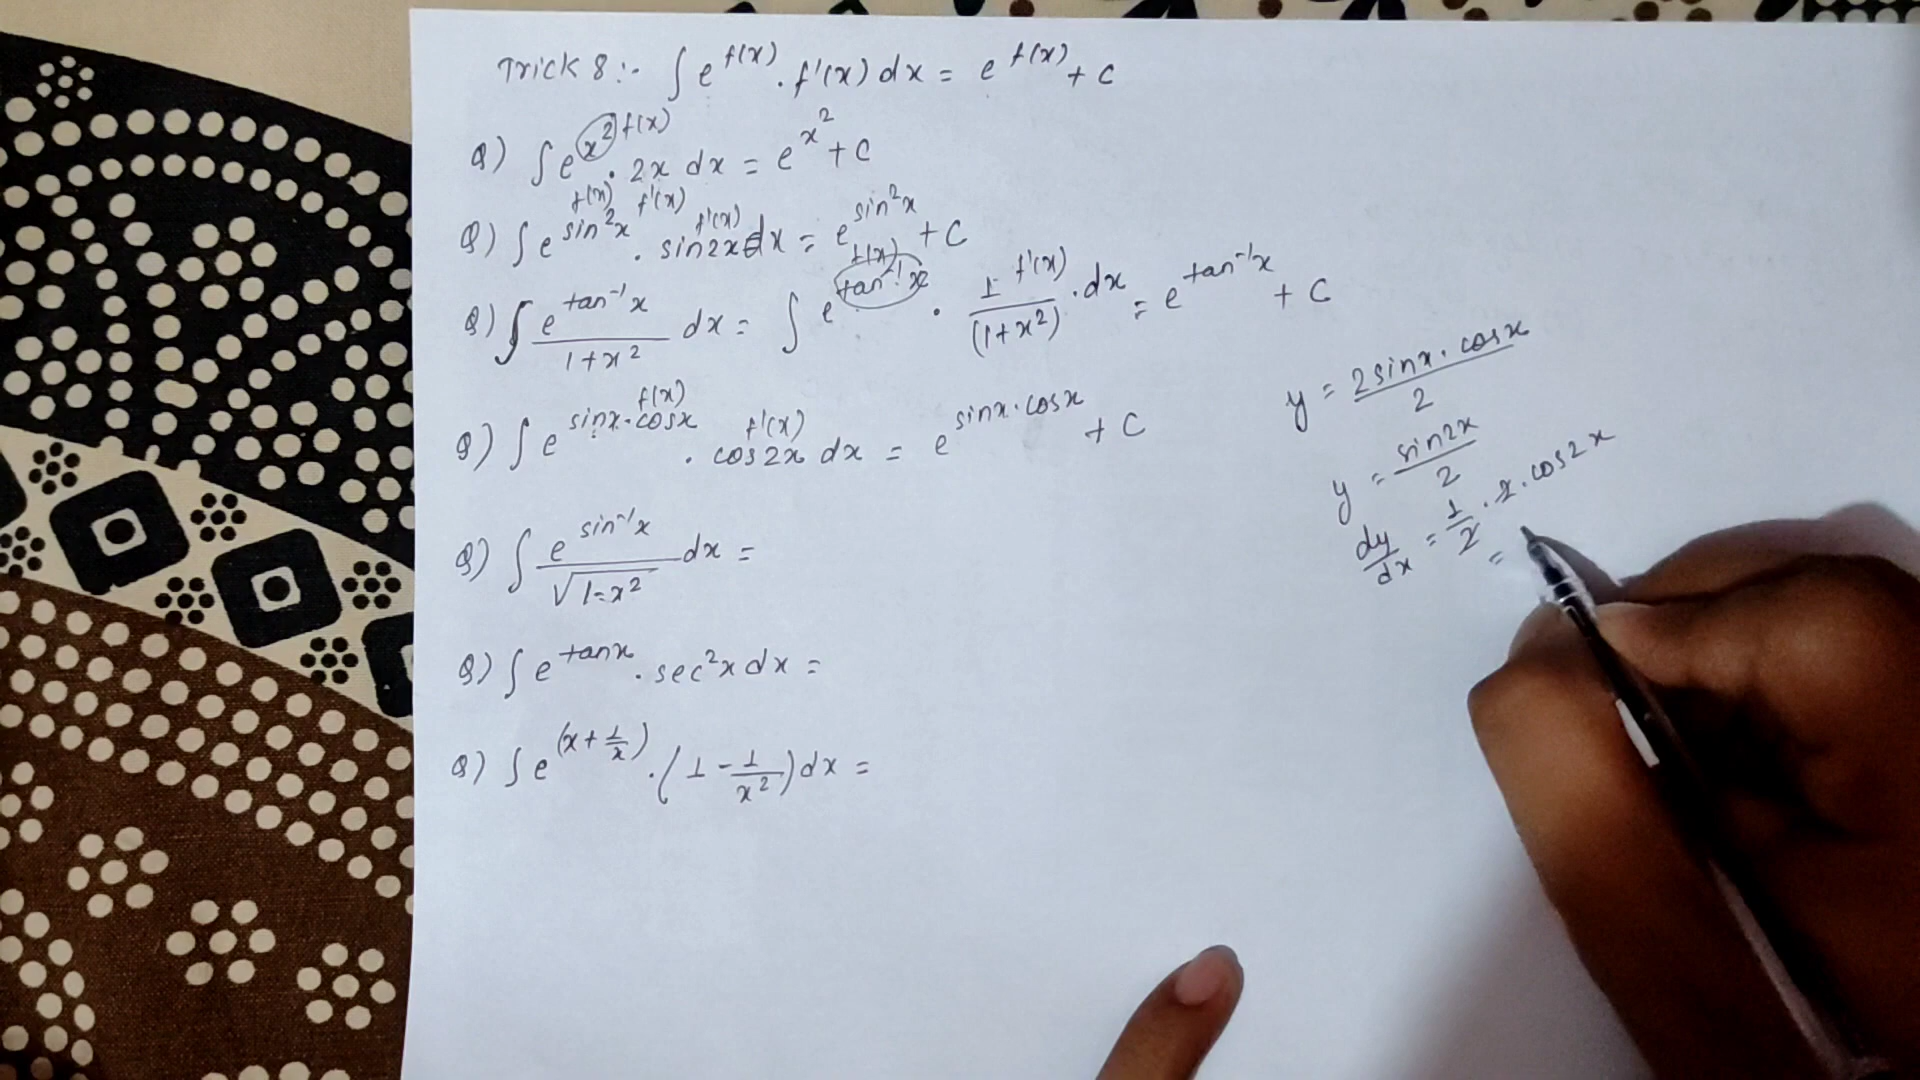 Trick 8 :- ∫ e^f(x) . f'(x) dx = e^f(x) + c
Q) ∫ e^x² f(x) . 2x dx = e^x² + c
f(x) f'(x)
Q) ∫ e^sin²x . sin2x dx = e^sin²x + c
f'(x)
Q) ∫ e^tan⁻¹x / 1+x² dx = ∫ e^tan⁻¹x . 1/(1+x²) . dx = e^tan⁻¹x + c
f(x) f'(x)
Q) ∫ e^sinx.cosx . cos2x dx = e^sinx.cosx + c
f(x) f'(x)
Q) ∫ e^sin⁻¹x / √1-x² dx =
Q) ∫ e^tanx . sec²x dx =
Q) ∫ e^(x + 1/x) . (1 - 1/x²) dx =
y = 2sinx.cosx / 2
y = sin2x / 2
dy/dx = 1/2 . 2 . cos2x
=